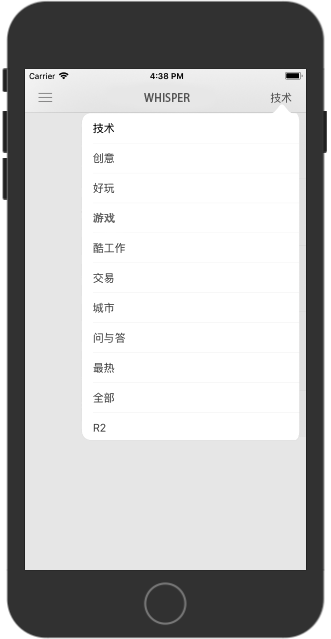 Carrier 4:38 PM
WHISPER 技术
技术
创意
好玩
游戏
酷工作
交易
城市
问与答
最热
全部
R2